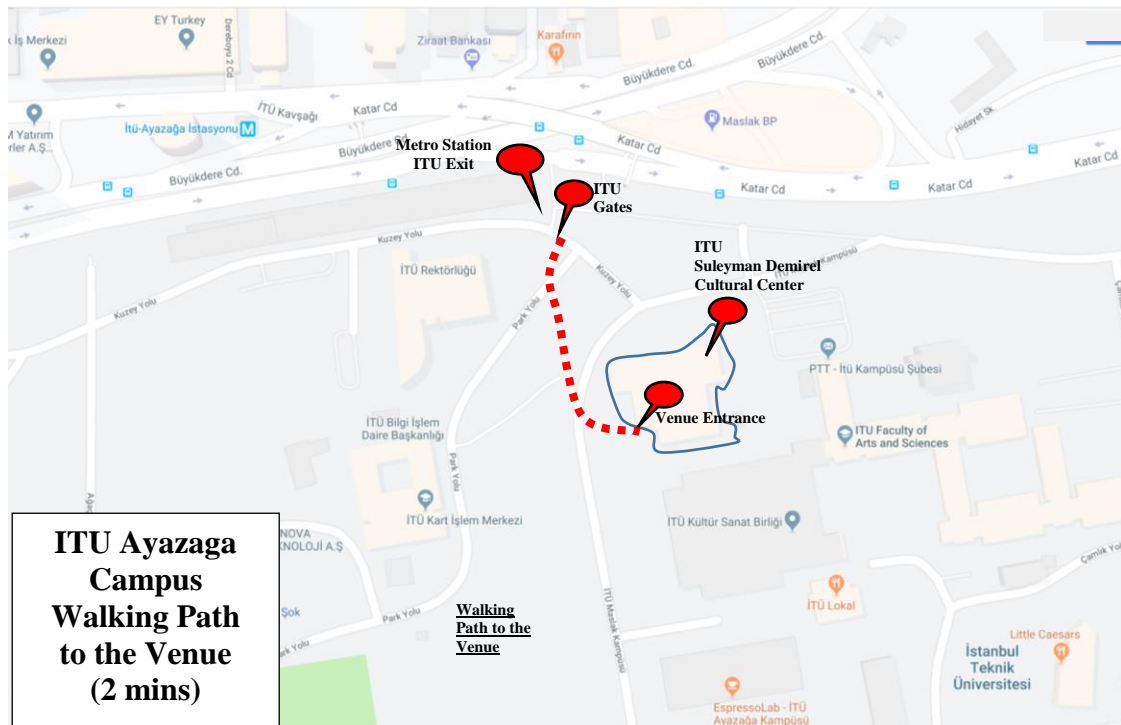 EY Turkey
k İş Merkezi
Dereboyu 2 Cd
Ziraat Bankası
Karafırın
Büyükdere Cd.
Büyükdere Cd.
İTÜ Kavşağı
Katar Cd
Maslak BP
Hidayet Sk.
M Yatırım
erler A.Ş...
İtü-Ayazağa İstasyonu
M
Büyükdere Cd.
Katar Cd
Katar Cd
Büyükdere Cd.
Katar Cd
Katar Cd
Metro Station
ITU Exit
ITU
Gates
Kuzey Yolu
İTÜ Rektörlüğü
Kuzey Yolu
Kuzey Yolu
Park Yolu
ITU
Suleyman Demirel
Cultural Center
Kampüsü
PTT - İtü Kampüsü Şubesi
Venue Entrance
İTÜ Bilgi İşlem
Daire Başkanlığı
ITU Faculty of
Arts and Sciences
Park Yolu
İTÜ Kart İşlem Merkezi
İTÜ Kültür Sanat Birliği
NOVA
KNOLOJİ A.Ş
Çamlık Yolu
ITU Ayazaga
Campus
Walking Path
to the Venue
(2 mins)
Şok
Park Yolu
rk Yolu
Walking
Path to the
Venue
İTÜ Maslak Kampüsü
İTÜ Lokal
Little Caesars
İstanbul
Teknik
Üniversitesi
EspressoLab - İTÜ
Ayazağa Kampüsü